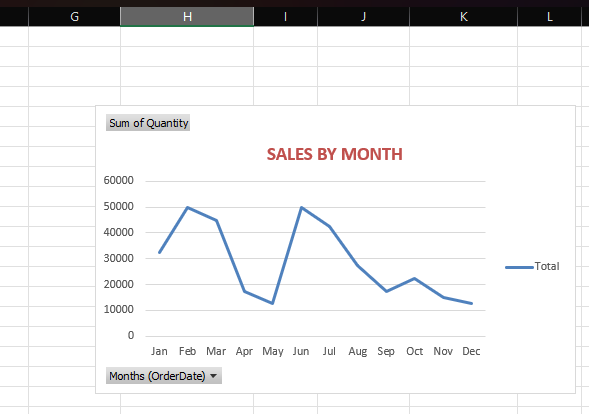 G H I J K L
Sum of Quantity
SALES BY MONTH
60000
50000
40000
30000
20000
10000
0
Total
Jan Feb Mar Apr May Jun Jul Aug Sep Oct Nov Dec
Months (OrderDate)